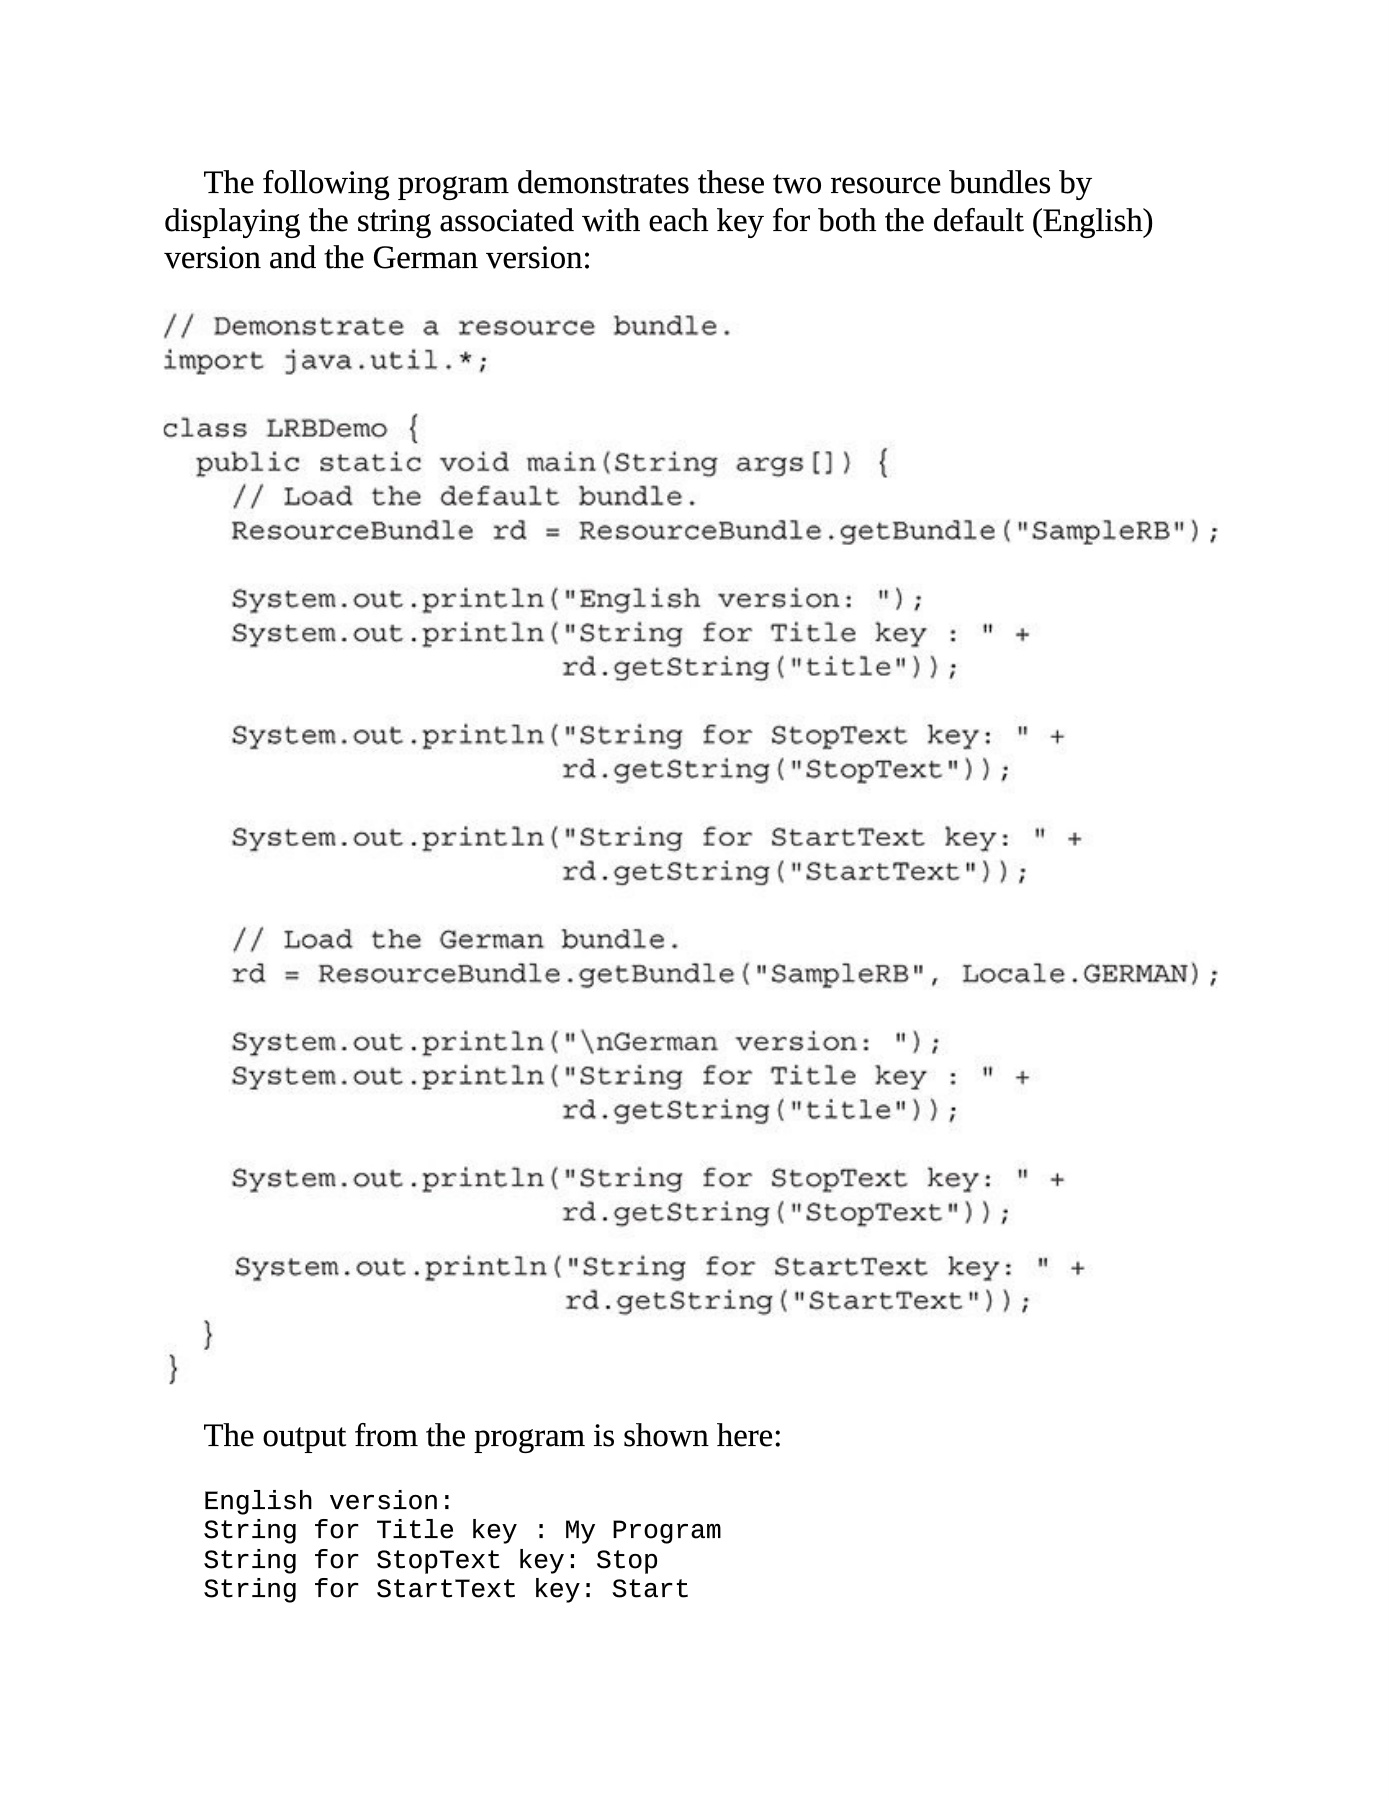 The following program demonstrates these two resource bundles by
displaying the string associated with each key for both the default (English)
version and the German version:
// Demonstrate a resource bundle.
import java.util.*;
class LRBDemo {
  public static void main(String args[]) {
    // Load the default bundle.
    ResourceBundle rd = ResourceBundle.getBundle("SampleRB");
    System.out.println("English version: ");
    System.out.println("String for Title key : " +
                       rd.getString("title"));
    System.out.println("String for StopText key: " +
                       rd.getString("StopText"));
    System.out.println("String for StartText key: " +
                       rd.getString("StartText"));
    // Load the German bundle.
    rd = ResourceBundle.getBundle("SampleRB", Locale.GERMAN);
    System.out.println("\nGerman version: ");
    System.out.println("String for Title key : " +
                       rd.getString("title"));
    System.out.println("String for StopText key: " +
                       rd.getString("StopText"));
    System.out.println("String for StartText key: " +
                       rd.getString("StartText"));
  }
}
The output from the program is shown here:
English version:
String for Title key : My Program
String for StopText key: Stop
String for StartText key: Start